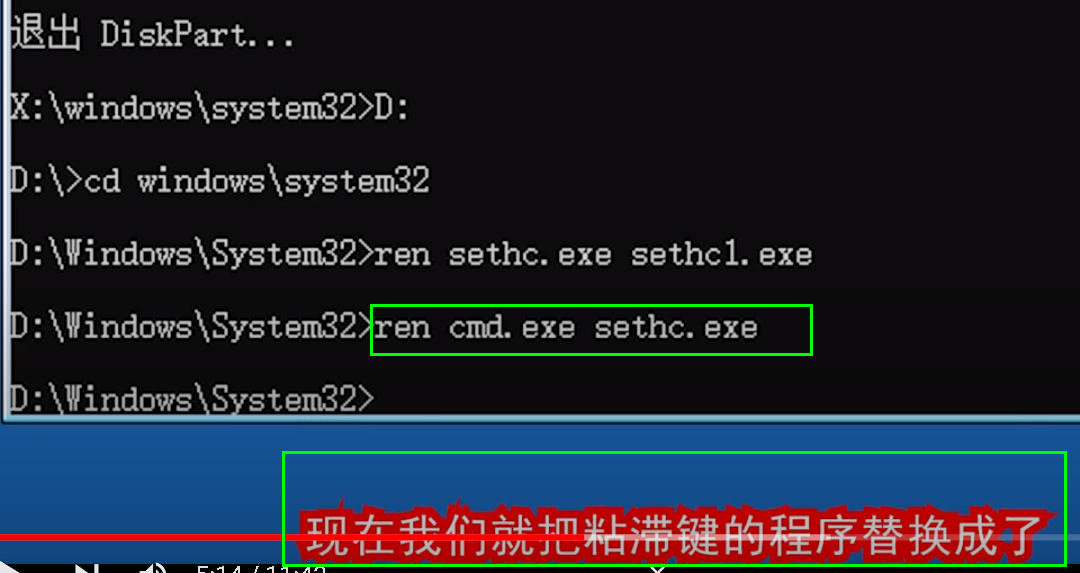 退出 DiskPart...
X:\windows\system32>D:
D:\>cd windows\system32
D:\Windows\System32>ren sethc.exe sethc1.exe
D:\Windows\System32>ren cmd.exe sethc.exe
D:\Windows\System32>
现在我们就把粘滞键的程序替换成了
5:14 / 11:42